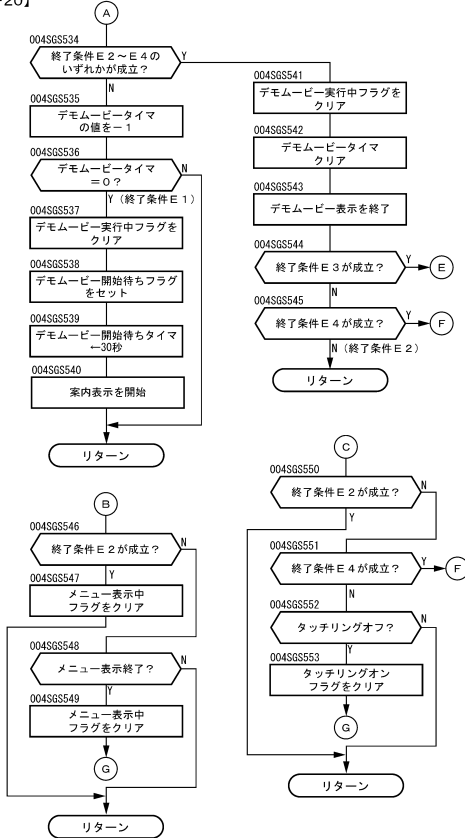 20】
A
004SGS534
終了条件E2～E4の
いずれかが成立？
Y
N
004SGS535
デモムービータイマ
の値を－1
004SGS536
デモムービータイマ
＝0？
N
Y（終了条件E1）
004SGS537
デモムービー実行中フラグを
クリア
004SGS538
デモムービー開始待ちフラグ
をセット
004SGS539
デモムービー開始待ちタイマ
←30秒
004SGS540
案内表示を開始
リターン
004SGS541
デモムービー実行中フラグを
クリア
004SGS542
デモムービータイマ
クリア
004SGS543
デモムービー表示を終了
004SGS544
終了条件E3が成立？
Y
E
N
004SGS545
終了条件E4が成立？
Y
F
N（終了条件E2）
リターン
B
004SGS546
終了条件E2が成立？
N
Y
004SGS547
メニュー表示中
フラグをクリア
004SGS548
メニュー表示終了？
N
Y
004SGS549
メニュー表示中
フラグをクリア
G
リターン
C
004SGS550
終了条件E2が成立？
N
Y
004SGS551
終了条件E4が成立？
Y
F
N
004SGS552
タッチリングオフ？
N
Y
004SGS553
タッチリングオン
フラグをクリア
G
リターン